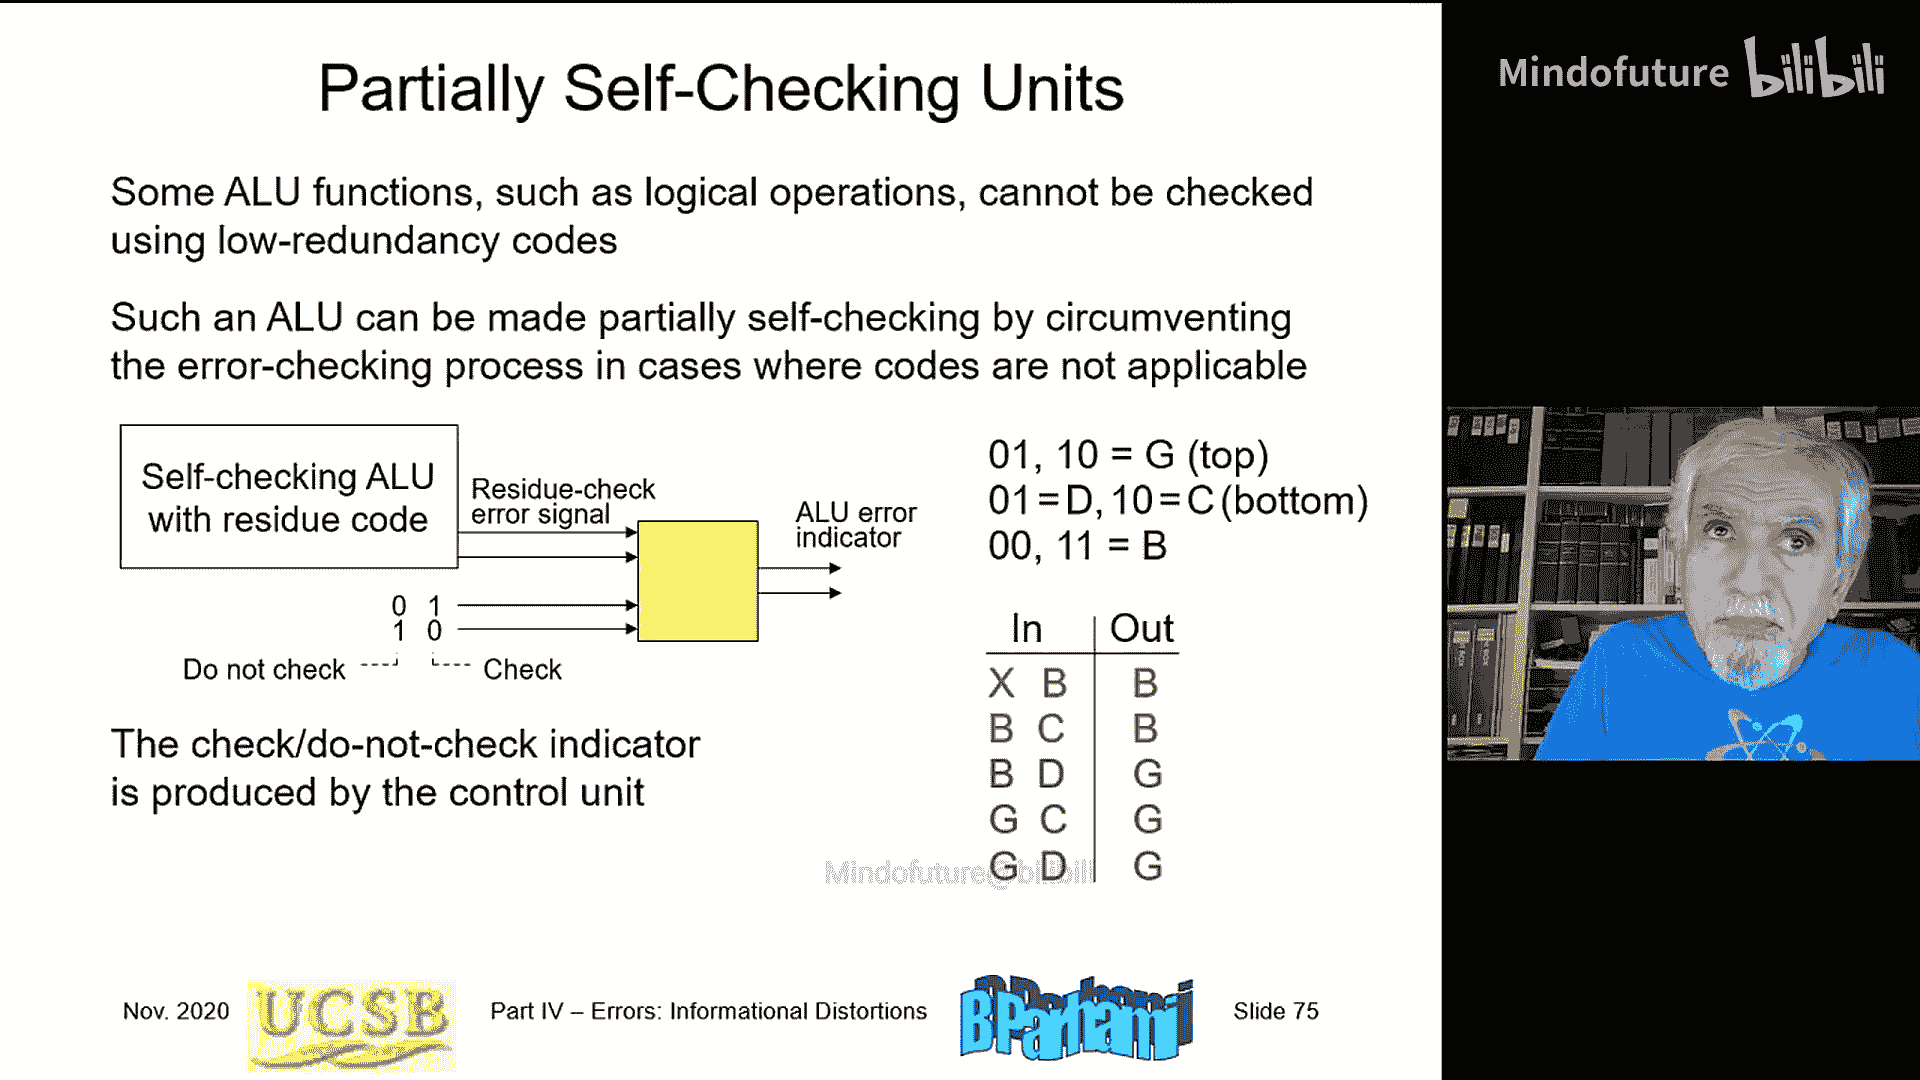 Partially Self-Checking Units
Mindofuture bilibili
Some ALU functions, such as logical operations, cannot be checked
using low-redundancy codes
Such an ALU can be made partially self-checking by circumventing
the error-checking process in cases where codes are not applicable
Self-checking ALU
with residue code
Residue-check
error signal
ALU error
indicator
0 1
1 0
Do not check
Check
01, 10 = G (top)
01 = D, 10 = C (bottom)
00, 11 = B
In Out
X B B
B C B
B D G
G C G
G D G
The check/do-not-check indicator
is produced by the control unit
Mindofuture@bilibili
Nov. 2020
UCSB
Part IV – Errors: Informational Distortions
B Parhami
Slide 75